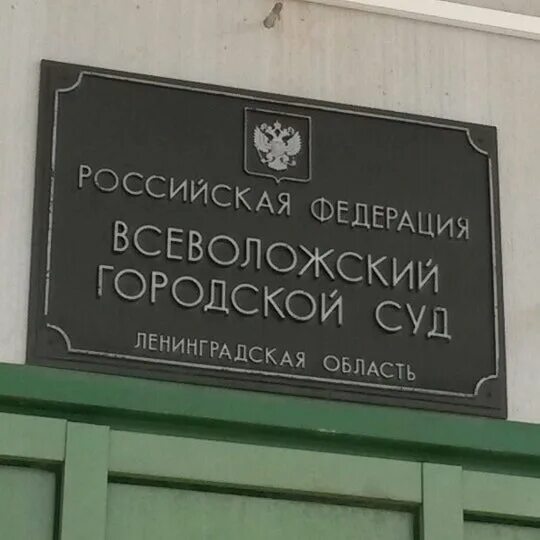 РОССИЙСКАЯ ФЕДЕРАЦИЯ
ВСЕВОЛОЖСКИЙ
ГОРОДСКОЙ СУД
ЛЕНИНГРАДСКАЯ ОБЛАСТЬ